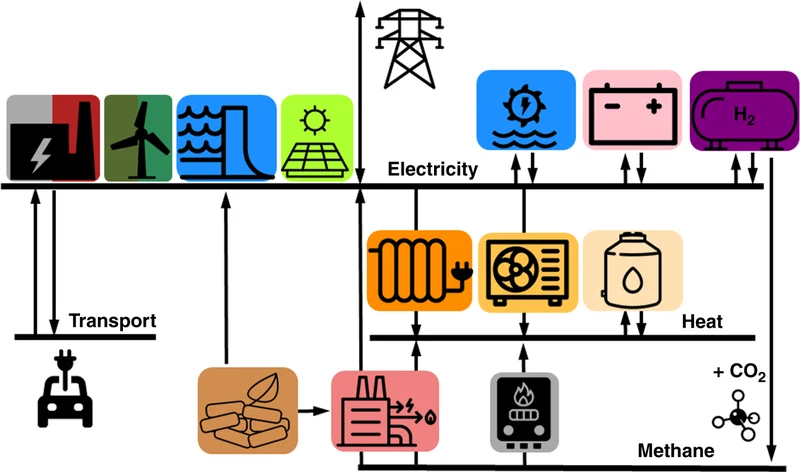 H₂
Electricity
Transport
Heat
+ CO₂
Methane